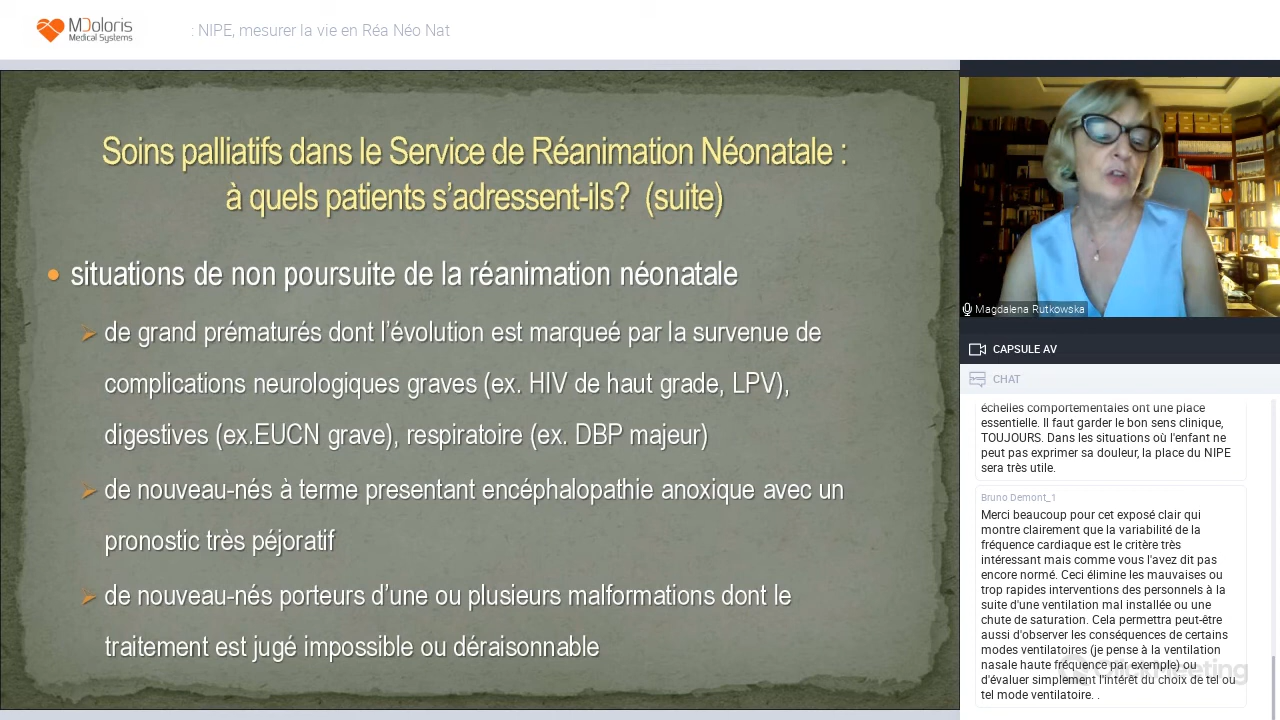 MDoloris
Medical Systems
: NIPE, mesurer la vie en Réa Néo Nat
Soins palliatifs dans le Service de Réanimation Néonatale :
à quels patients s'adressent-ils? (suite)
situations de non poursuite de la réanimation néonatale
de grand prématurés dont l'évolution est marqueé par la survenue de
complications neurologiques graves (ex. HIV de haut grade, LPV),
digestives (ex.EUCN grave), respiratoire (ex. DBP majeur)
de nouveau-nés à terme presentant encéphalopathie anoxique avec un
pronostic très péjoratif
de nouveau-nés porteurs d'une ou plusieurs malformations dont le
traitement est jugé impossible ou déraisonnable
Magdalena Rutkowska
CAPSULE AV
CHAT
échelles comportementales ont une place
essentielle. Il faut garder le bon sens clinique,
TOUJOURS. Dans les situations où l'enfant ne
peut pas exprimer sa douleur, la place du NIPE
sera très utile.
Bruno Demont_1
Merci beaucoup pour cet exposé clair qui
montre clairement que la variabilité de la
fréquence cardiaque est le critère très
intéressant mais comme vous l'avez dit pas
encore normé. Ceci élimine les mauvaises ou
trop rapides interventions des personnels à la
suite d'une ventilation mal installée ou une
chute de saturation. Cela permettra peut-être
aussi d'observer les conséquences de certains
modes ventilatoires (je pense à la ventilation
nasale haute fréquence par exemple) ou
d'évaluer simplement l'intérêt du choix de tel ou
tel mode ventilatoire. .